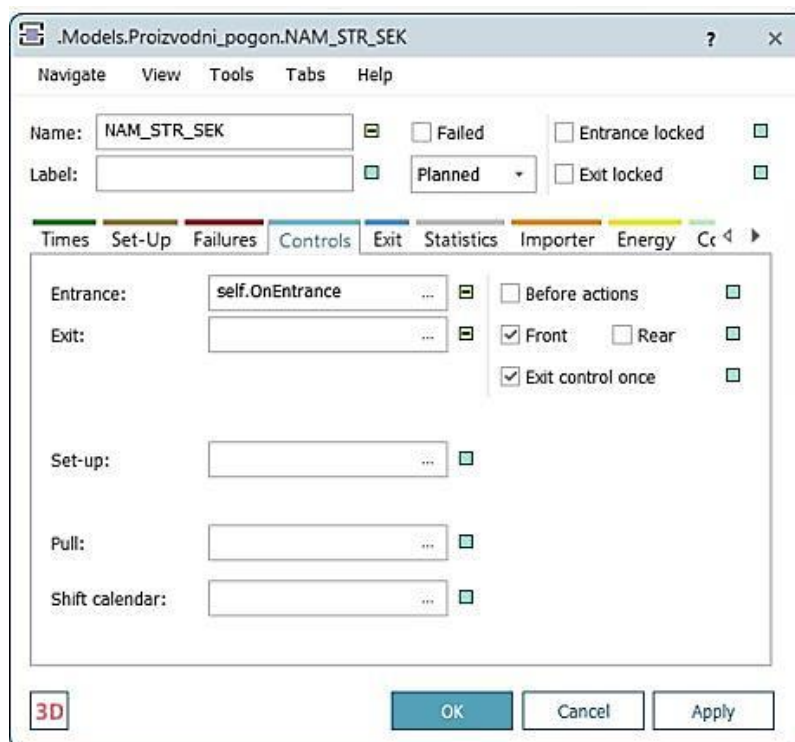 .Models.Proizvodni_pogon.NAM_STR_SEK ? ×
Navigate View Tools Tabs Help
Name: NAM_STR_SEK Failed Entrance locked
Label: Planned Exit locked
Times Set-Up Failures Controls Exit Statistics Importer Energy
Entrance: self.OnEntrance ... Before actions
Exit: ... Front Rear
Exit control once
Set-up: ...
Pull: ...
Shift calendar: ...
3D OK Cancel Apply